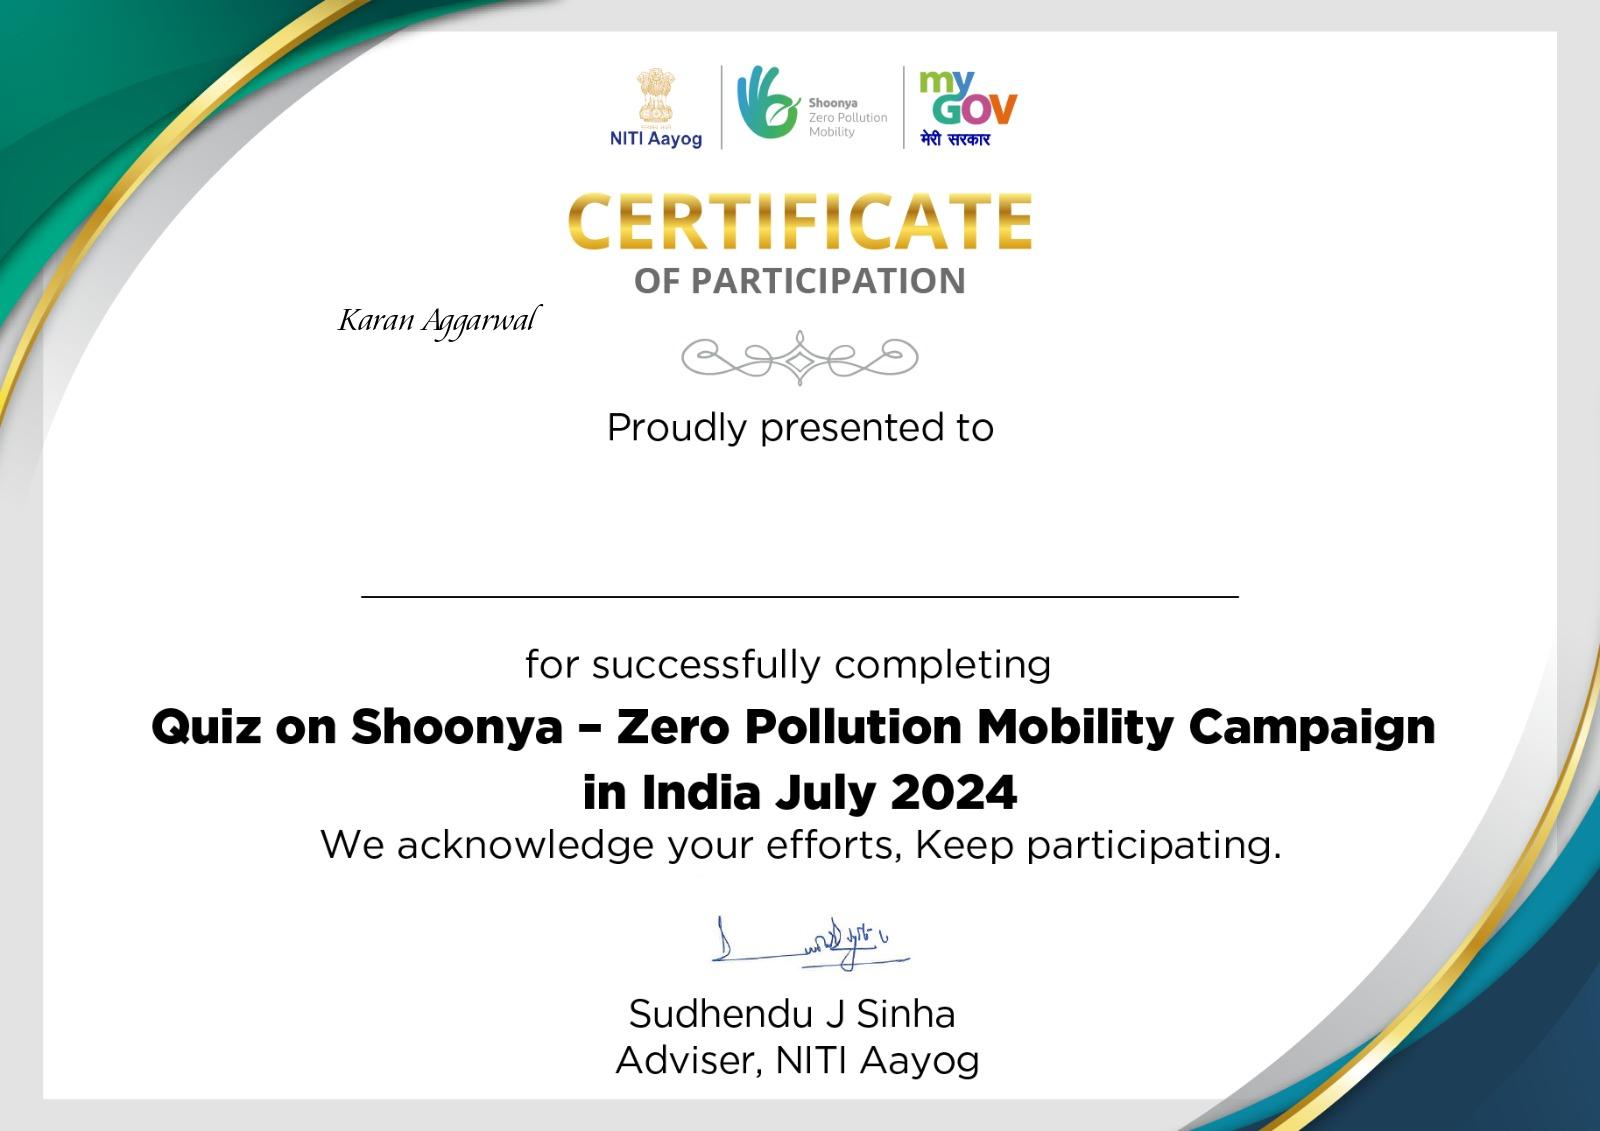 NITI Aayog
Shoonya
Zero Pollution
Mobility
my
GOV
मेरी सरकार
CERTIFICATE
OF PARTICIPATION
Karan Aggarwal
Proudly presented to
for successfully completing
Quiz on Shoonya – Zero Pollution Mobility Campaign
in India July 2024
We acknowledge your efforts, Keep participating.
Sudhendu J Sinha
Adviser, NITI Aayog